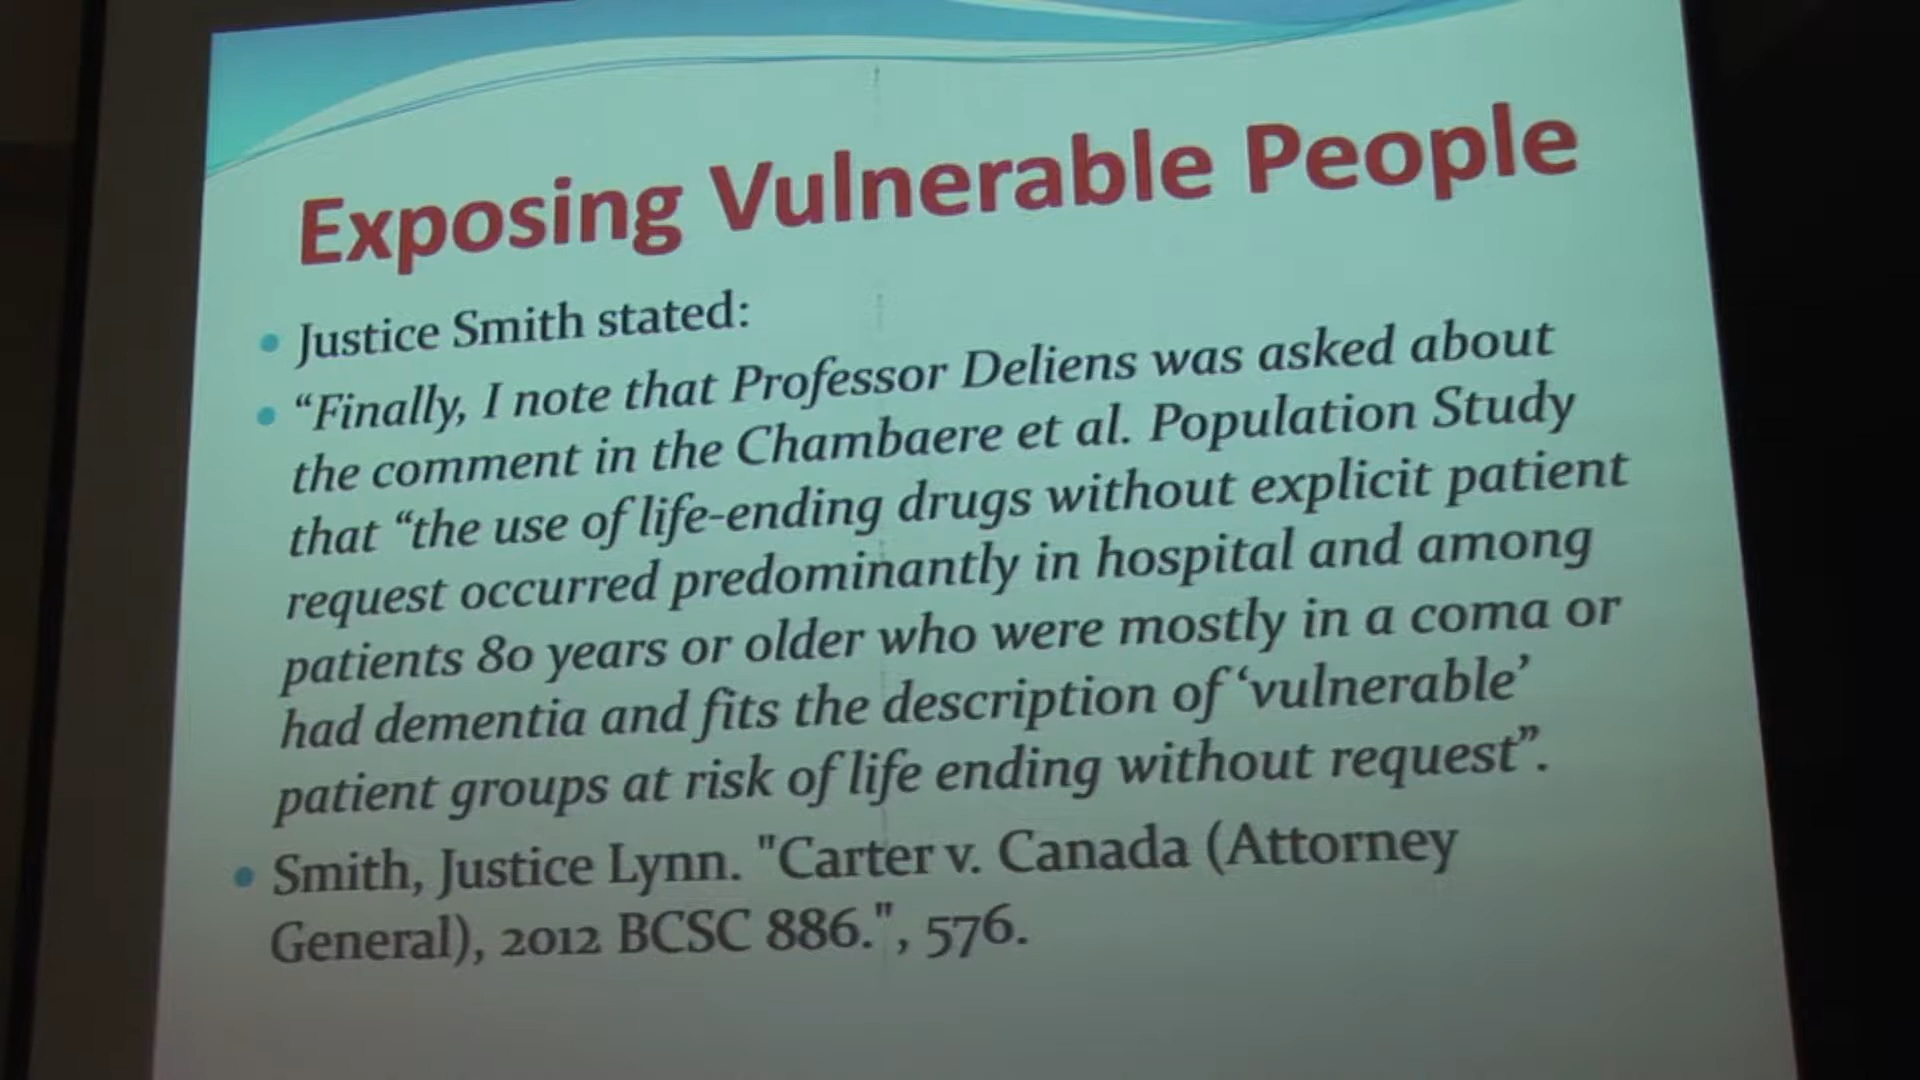 Exposing Vulnerable People
• Justice Smith stated:
• “Finally, I note that Professor Deliens was asked about
the comment in the Chambaere et al. Population Study
that “the use of life-ending drugs without explicit patient
request occurred predominantly in hospital and among
patients 80 years or older who were mostly in a coma or
had dementia and fits the description of ‘vulnerable’
patient groups at risk of life ending without request”.
• Smith, Justice Lynn. "Carter v. Canada (Attorney
General), 2012 BCSC 886.", 576.